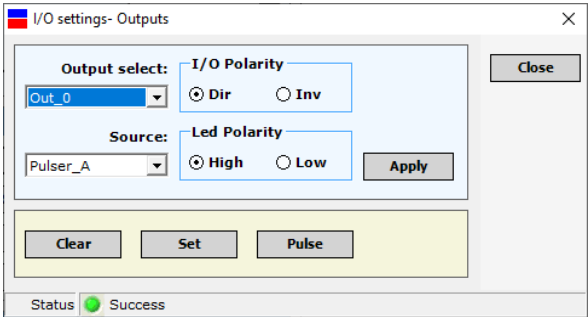 I/O settings- Outputs
Output select:
Out_0
I/O Polarity
Dir
Inv
Close
Source:
Pulser_A
Led Polarity
High
Low
Apply
Clear
Set
Pulse
Status
Success